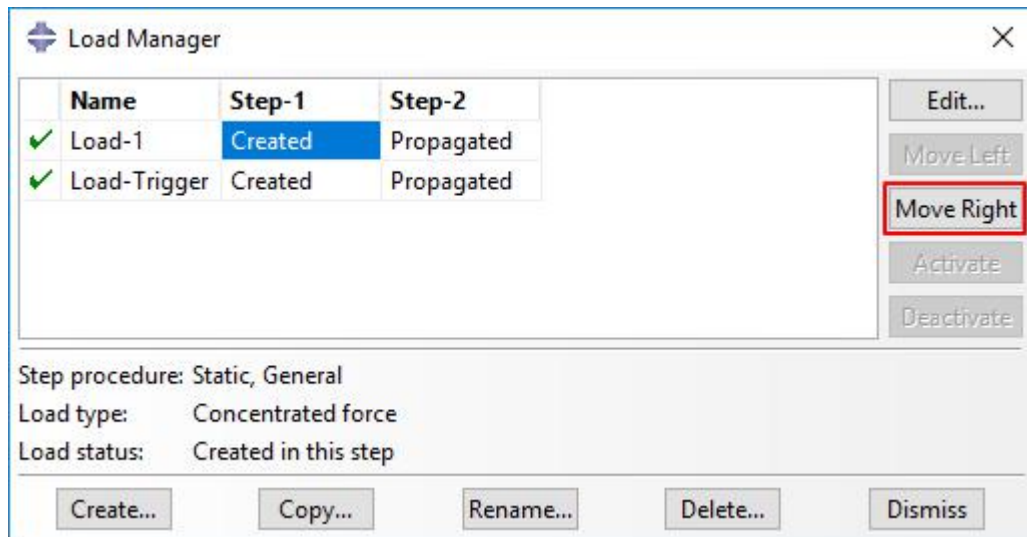 Load Manager
Name Step-1 Step-2
Load-1 Created Propagated
Load-Trigger Created Propagated
Edit...
Move Left
Move Right
Activate
Deactivate
Step procedure: Static, General
Load type: Concentrated force
Load status: Created in this step
Create... Copy... Rename... Delete... Dismiss